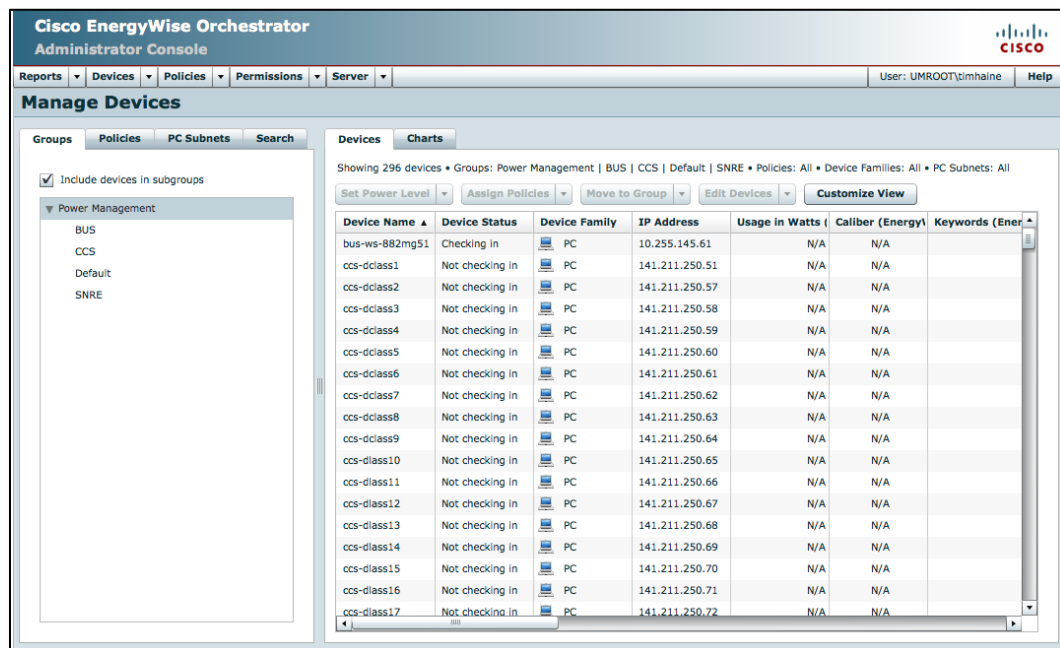 Cisco EnergyWise Orchestrator
Administrator Console
CISCO
Reports Devices Policies Permissions Server User: UMROOT\timhaine Help
Manage Devices
Groups Policies PC Subnets Search
Include devices in subgroups
Power Management
BUS
CCS
Default
SNRE
Devices Charts
Showing 296 devices • Groups: Power Management | BUS | CCS | Default | SNRE • Policies: All • Device Families: All • PC Subnets: All
Set Power Level Assign Policies Move to Group Edit Devices Customize View
Device Name Device Status Device Family IP Address Usage in Watts ( Caliber (EnergyW Keywords (Ener
bus-ws-882mg51 Checking in PC 10.255.145.61 N/A N/A
ccs-dclass1 Not checking in PC 141.211.250.51 N/A N/A
ccs-dclass2 Not checking in PC 141.211.250.57 N/A N/A
ccs-dclass3 Not checking in PC 141.211.250.58 N/A N/A
ccs-dclass4 Not checking in PC 141.211.250.59 N/A N/A
ccs-dclass5 Not checking in PC 141.211.250.60 N/A N/A
ccs-dclass6 Not checking in PC 141.211.250.61 N/A N/A
ccs-dclass7 Not checking in PC 141.211.250.62 N/A N/A
ccs-dclass8 Not checking in PC 141.211.250.63 N/A N/A
ccs-dclass9 Not checking in PC 141.211.250.64 N/A N/A
ccs-dlass10 Not checking in PC 141.211.250.65 N/A N/A
ccs-dlass11 Not checking in PC 141.211.250.66 N/A N/A
ccs-dlass12 Not checking in PC 141.211.250.67 N/A N/A
ccs-dlass13 Not checking in PC 141.211.250.68 N/A N/A
ccs-dlass14 Not checking in PC 141.211.250.69 N/A N/A
ccs-dlass15 Not checking in PC 141.211.250.70 N/A N/A
ccs-dlass16 Not checking in PC 141.211.250.71 N/A N/A
ccs-dlass17 Not checking in PC 141.211.250.72 N/A N/A